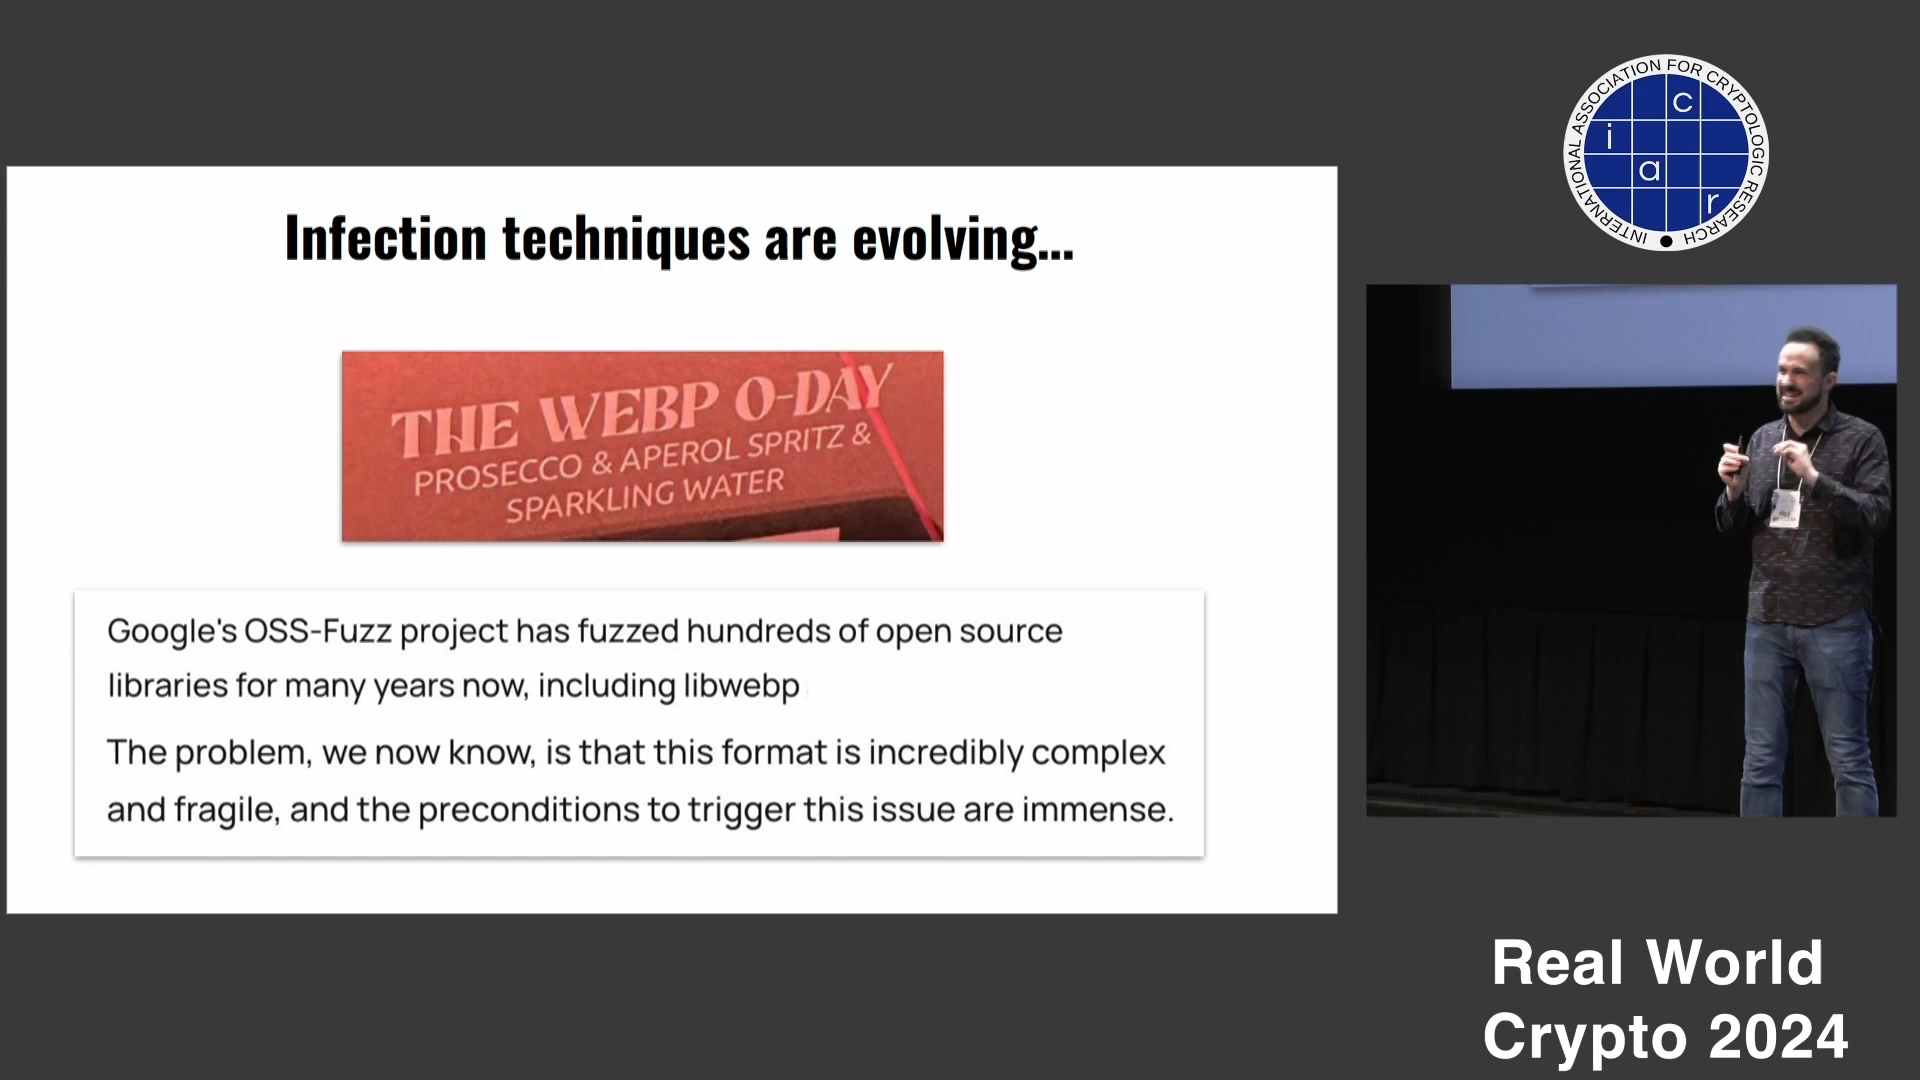 Infection techniques are evolving...
THE WEBP 0-DAY
PROSECCO & APEROL SPRITZ &
SPARKLING WATER
Google's OSS-Fuzz project has fuzzed hundreds of open source
libraries for many years now, including libwebp
The problem, we now know, is that this format is incredibly complex
and fragile, and the preconditions to trigger this issue are immense.
INTERNATIONAL ASSOCIATION FOR CRYPTOLOGIC RESEARCH
i a c r
Real World
Crypto 2024